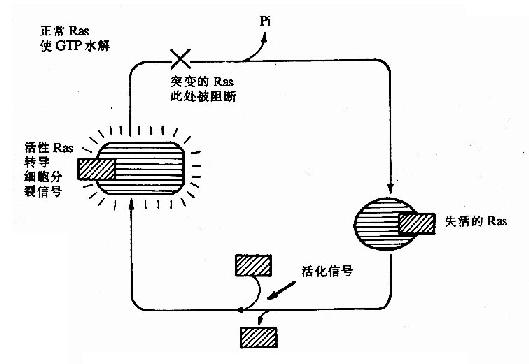 正常 Ras
使 GTP 水解
Pi
突变的 Ras
此处被阻断
活性 Ras
转导
细胞分
裂信号
失活的 Ras
活化信号